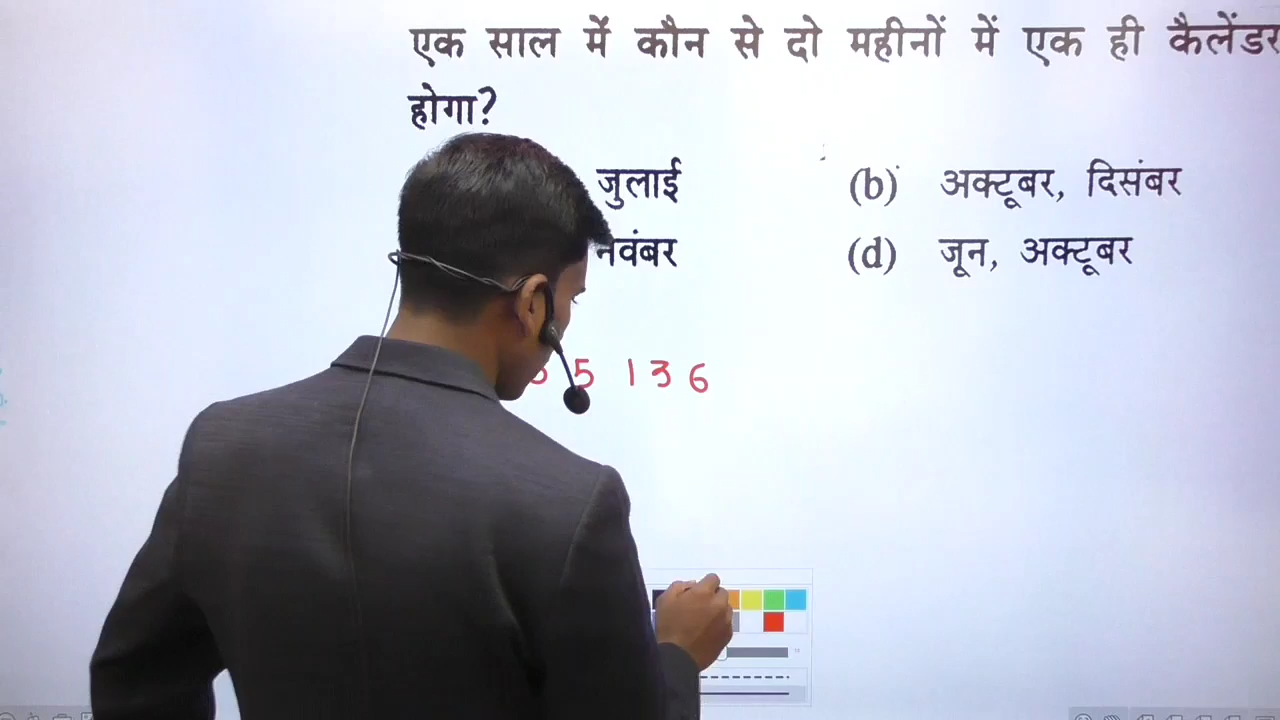 एक साल में कौन से दो महीनों में एक ही कैलेंडर
होगा?
जुलाई (b) अक्टूबर, दिसंबर
नवंबर (d) जून, अक्टूबर
5 1 3 6